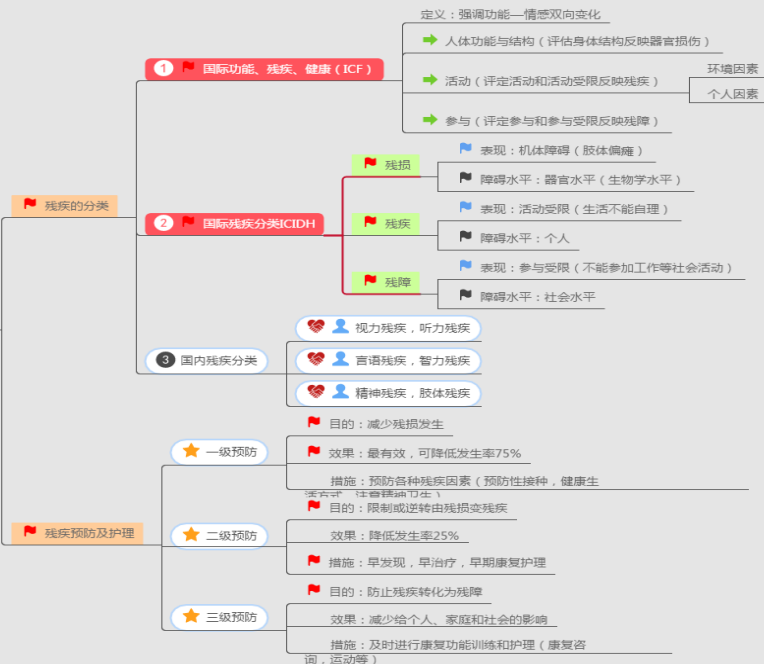 残疾的分类
1 国际功能、残疾、健康（ICF）
定义：强调功能—情感双向变化
人体功能与结构（评估身体结构反映器官损伤）
活动（评定活动和活动受限反映残疾）
环境因素
个人因素
参与（评定参与和参与受限反映残障）
2 国际残疾分类ICIDH
残损
表现：机体障碍（肢体偏瘫）
障碍水平：器官水平（生物学水平）
残疾
表现：活动受限（生活不能自理）
障碍水平：个人
残障
表现：参与受限（不能参加工作等社会活动）
障碍水平：社会水平
3 国内残疾分类
视力残疾，听力残疾
言语残疾，智力残疾
精神残疾，肢体残疾
残疾预防及护理
一级预防
目的：减少残损发生
效果：最有效，可降低发生率75%
措施：预防各种残疾因素（预防性接种，健康生
活方式，注意精神卫生）
二级预防
目的：限制或逆转由残损变残疾
效果：降低发生率25%
措施：早发现，早治疗，早期康复护理
三级预防
目的：防止残疾转化为残障
效果：减少给个人、家庭和社会的影响
措施：及时进行康复功能训练和护理（康复咨
询，运动等）